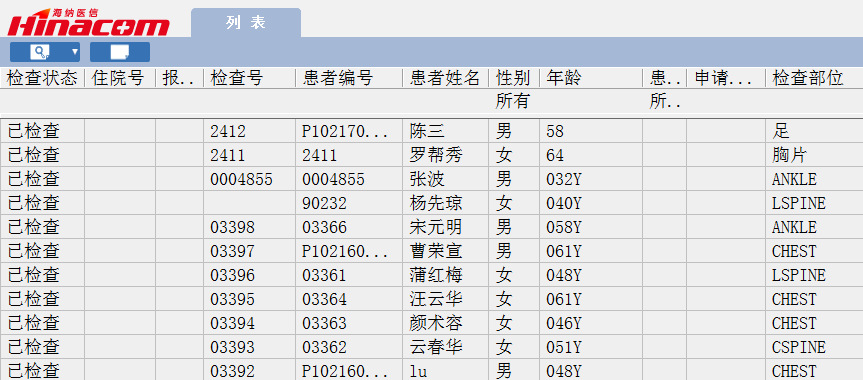 海纳医信
Hinacom
列 表
检查状态 住院号 报.. 检查号 患者编号 患者姓名 性别 年龄 患.. 申请... 检查部位
所有 所..
已检查 2412 P102170... 陈三 男 58 足
已检查 2411 2411 罗帮秀 女 64 胸片
已检查 0004855 0004855 张波 男 032Y ANKLE
已检查 90232 杨先琼 女 040Y LSPINE
已检查 03398 03366 宋元明 男 058Y ANKLE
已检查 03397 P102160... 曹荣宣 男 061Y CHEST
已检查 03396 03361 蒲红梅 女 048Y LSPINE
已检查 03395 03364 汪云华 女 061Y CHEST
已检查 03394 03363 颜术容 女 046Y CHEST
已检查 03393 03362 云春华 女 051Y CSPINE
已检查 03392 P102160... lu 男 048Y CHEST